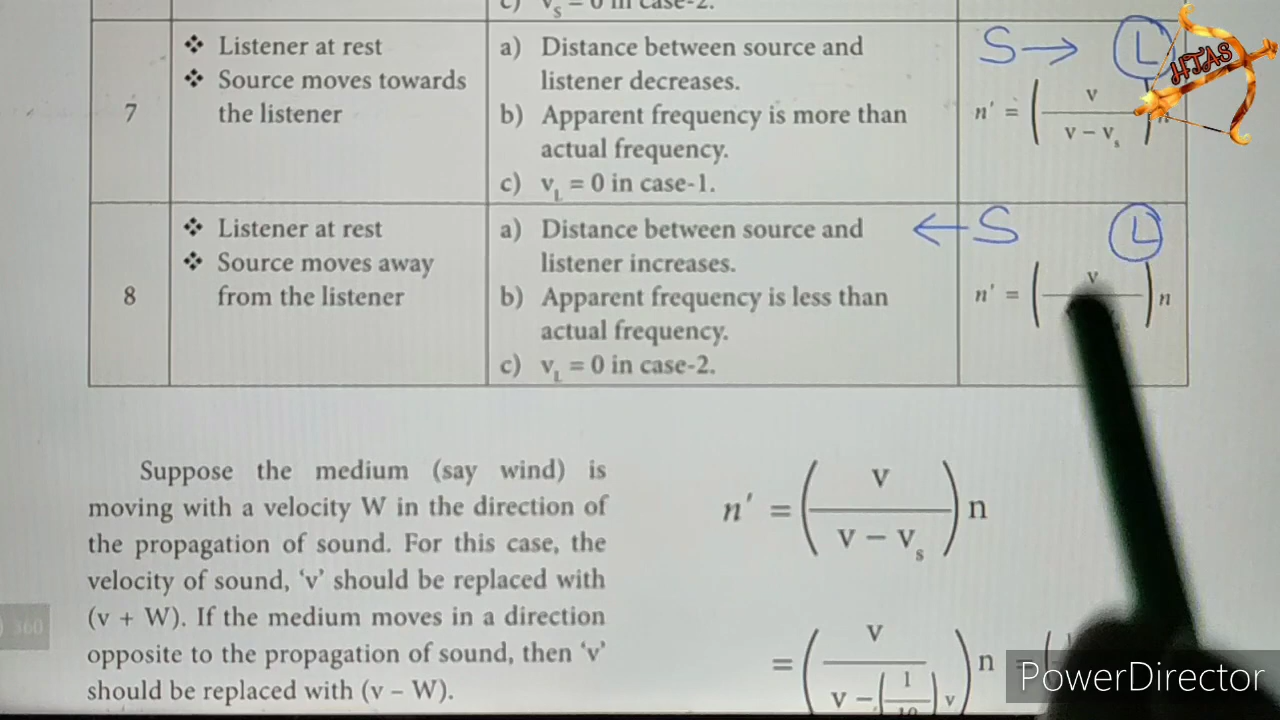 c) vₛ = 0 in case-2.
7
❖ Listener at rest
❖ Source moves towards
the listener
a) Distance between source and
listener decreases.
b) Apparent frequency is more than
actual frequency.
c) v_L = 0 in case-1.
S → L
n' = ( v / v – vₛ ) n
8
❖ Listener at rest
❖ Source moves away
from the listener
a) Distance between source and
listener increases.
b) Apparent frequency is less than
actual frequency.
c) v_L = 0 in case-2.
← S L
n' = ( v ) n
Suppose the medium (say wind) is
moving with a velocity W in the direction of
the propagation of sound. For this case, the
velocity of sound, ‘v’ should be replaced with
(v + W). If the medium moves in a direction
opposite to the propagation of sound, then ‘v’
should be replaced with (v – W).
n' = ( v / v – vₛ ) n
= ( v / v – ( 1 / 10 ) v ) n = (
360
HTAS
PowerDirector